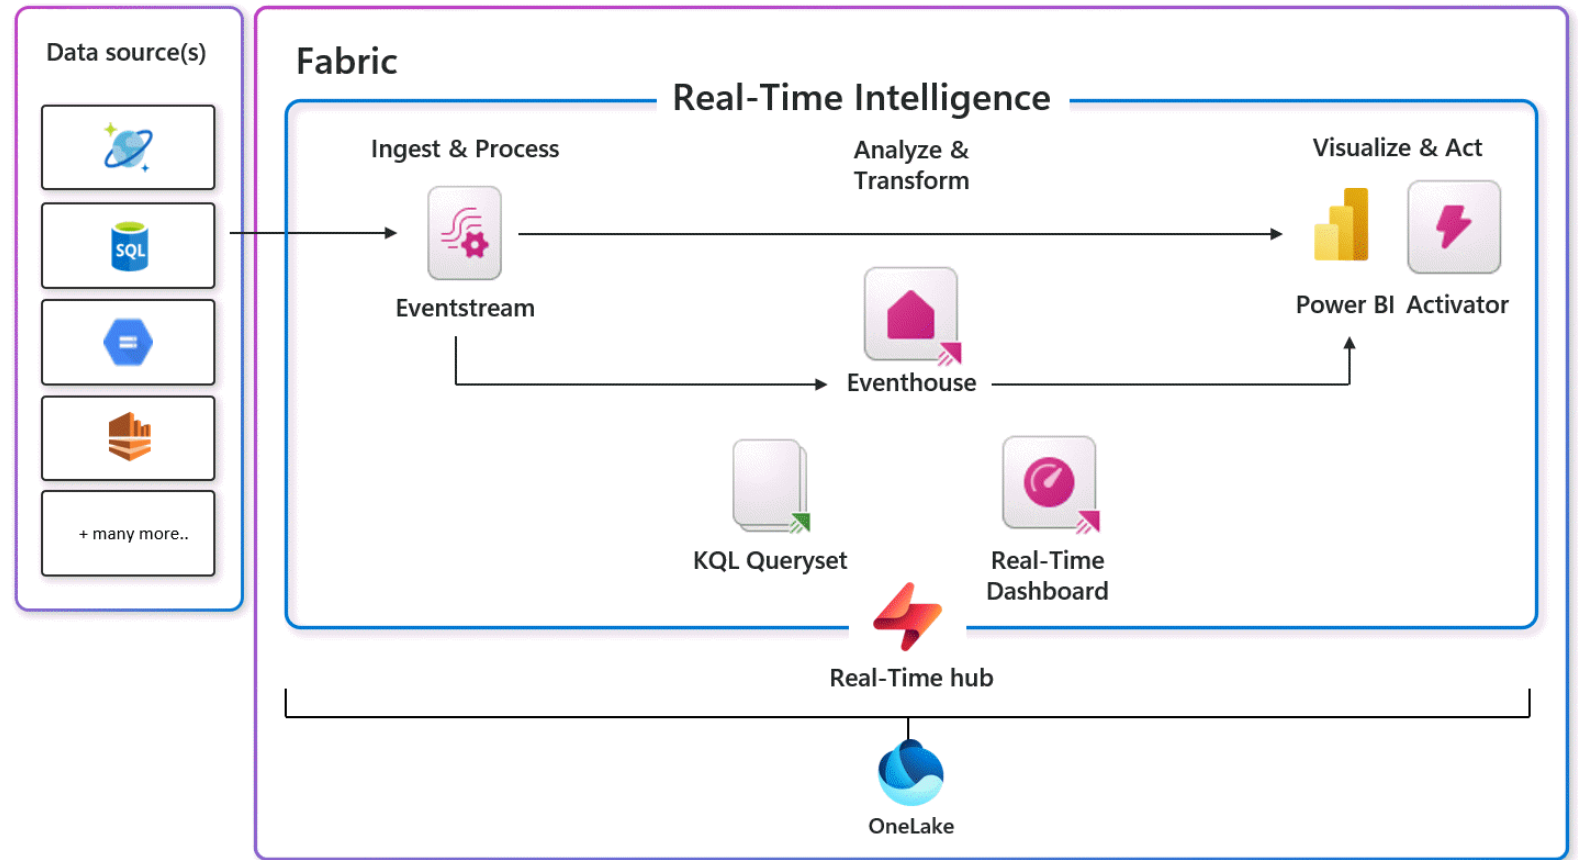 Data source(s)
SQL
+ many more..
Fabric
Real-Time Intelligence
Ingest & Process
Analyze &
Transform
Visualize & Act
Eventstream
Eventhouse
Power BI
Activator
KQL Queryset
Real-Time
Dashboard
Real-Time hub
OneLake